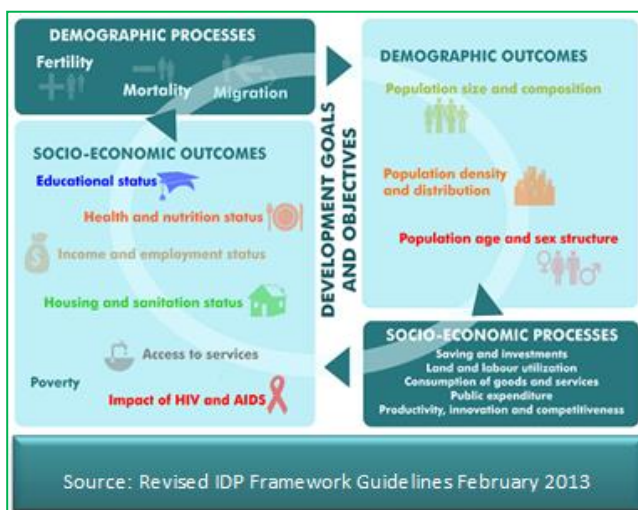 DEMOGRAPHIC PROCESSES
Fertility
Mortality
Migration
SOCIO-ECONOMIC OUTCOMES
Educational status
Health and nutrition status
Income and employment status
Housing and sanitation status
Access to services
Poverty
Impact of HIV and AIDS
DEVELOPMENT GOALS
AND OBJECTIVES
DEMOGRAPHIC OUTCOMES
Population size and composition
Population density
and distribution
Population age and sex structure
SOCIO-ECONOMIC PROCESSES
Saving and investments
Land and labour utilization
Consumption of goods and services
Public expenditure
Productivity, innovation and competitiveness
Source: Revised IDP Framework Guidelines February 2013